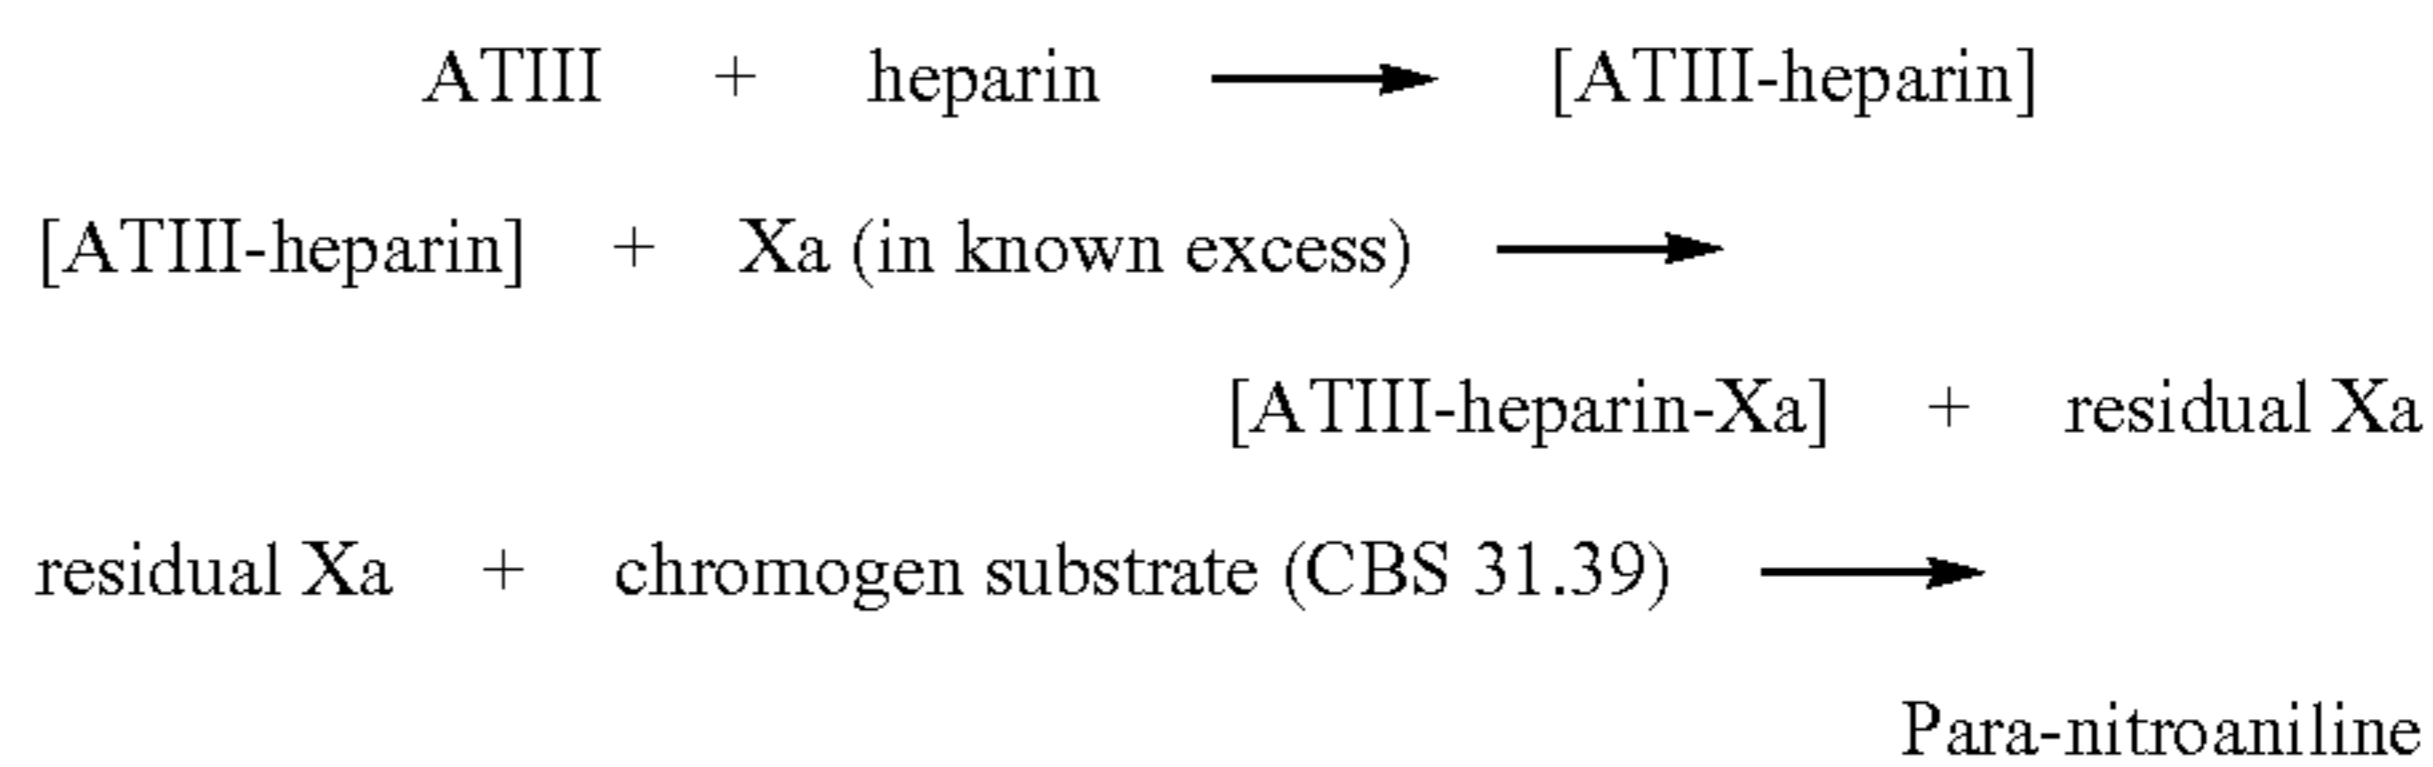 ATIII + heparin ⟶ [ATIII-heparin]
[ATIII-heparin] + Xa (in known excess) ⟶
[ATIII-heparin-Xa] + residual Xa
residual Xa + chromogen substrate (CBS 31.39) ⟶
Para-nitroaniline